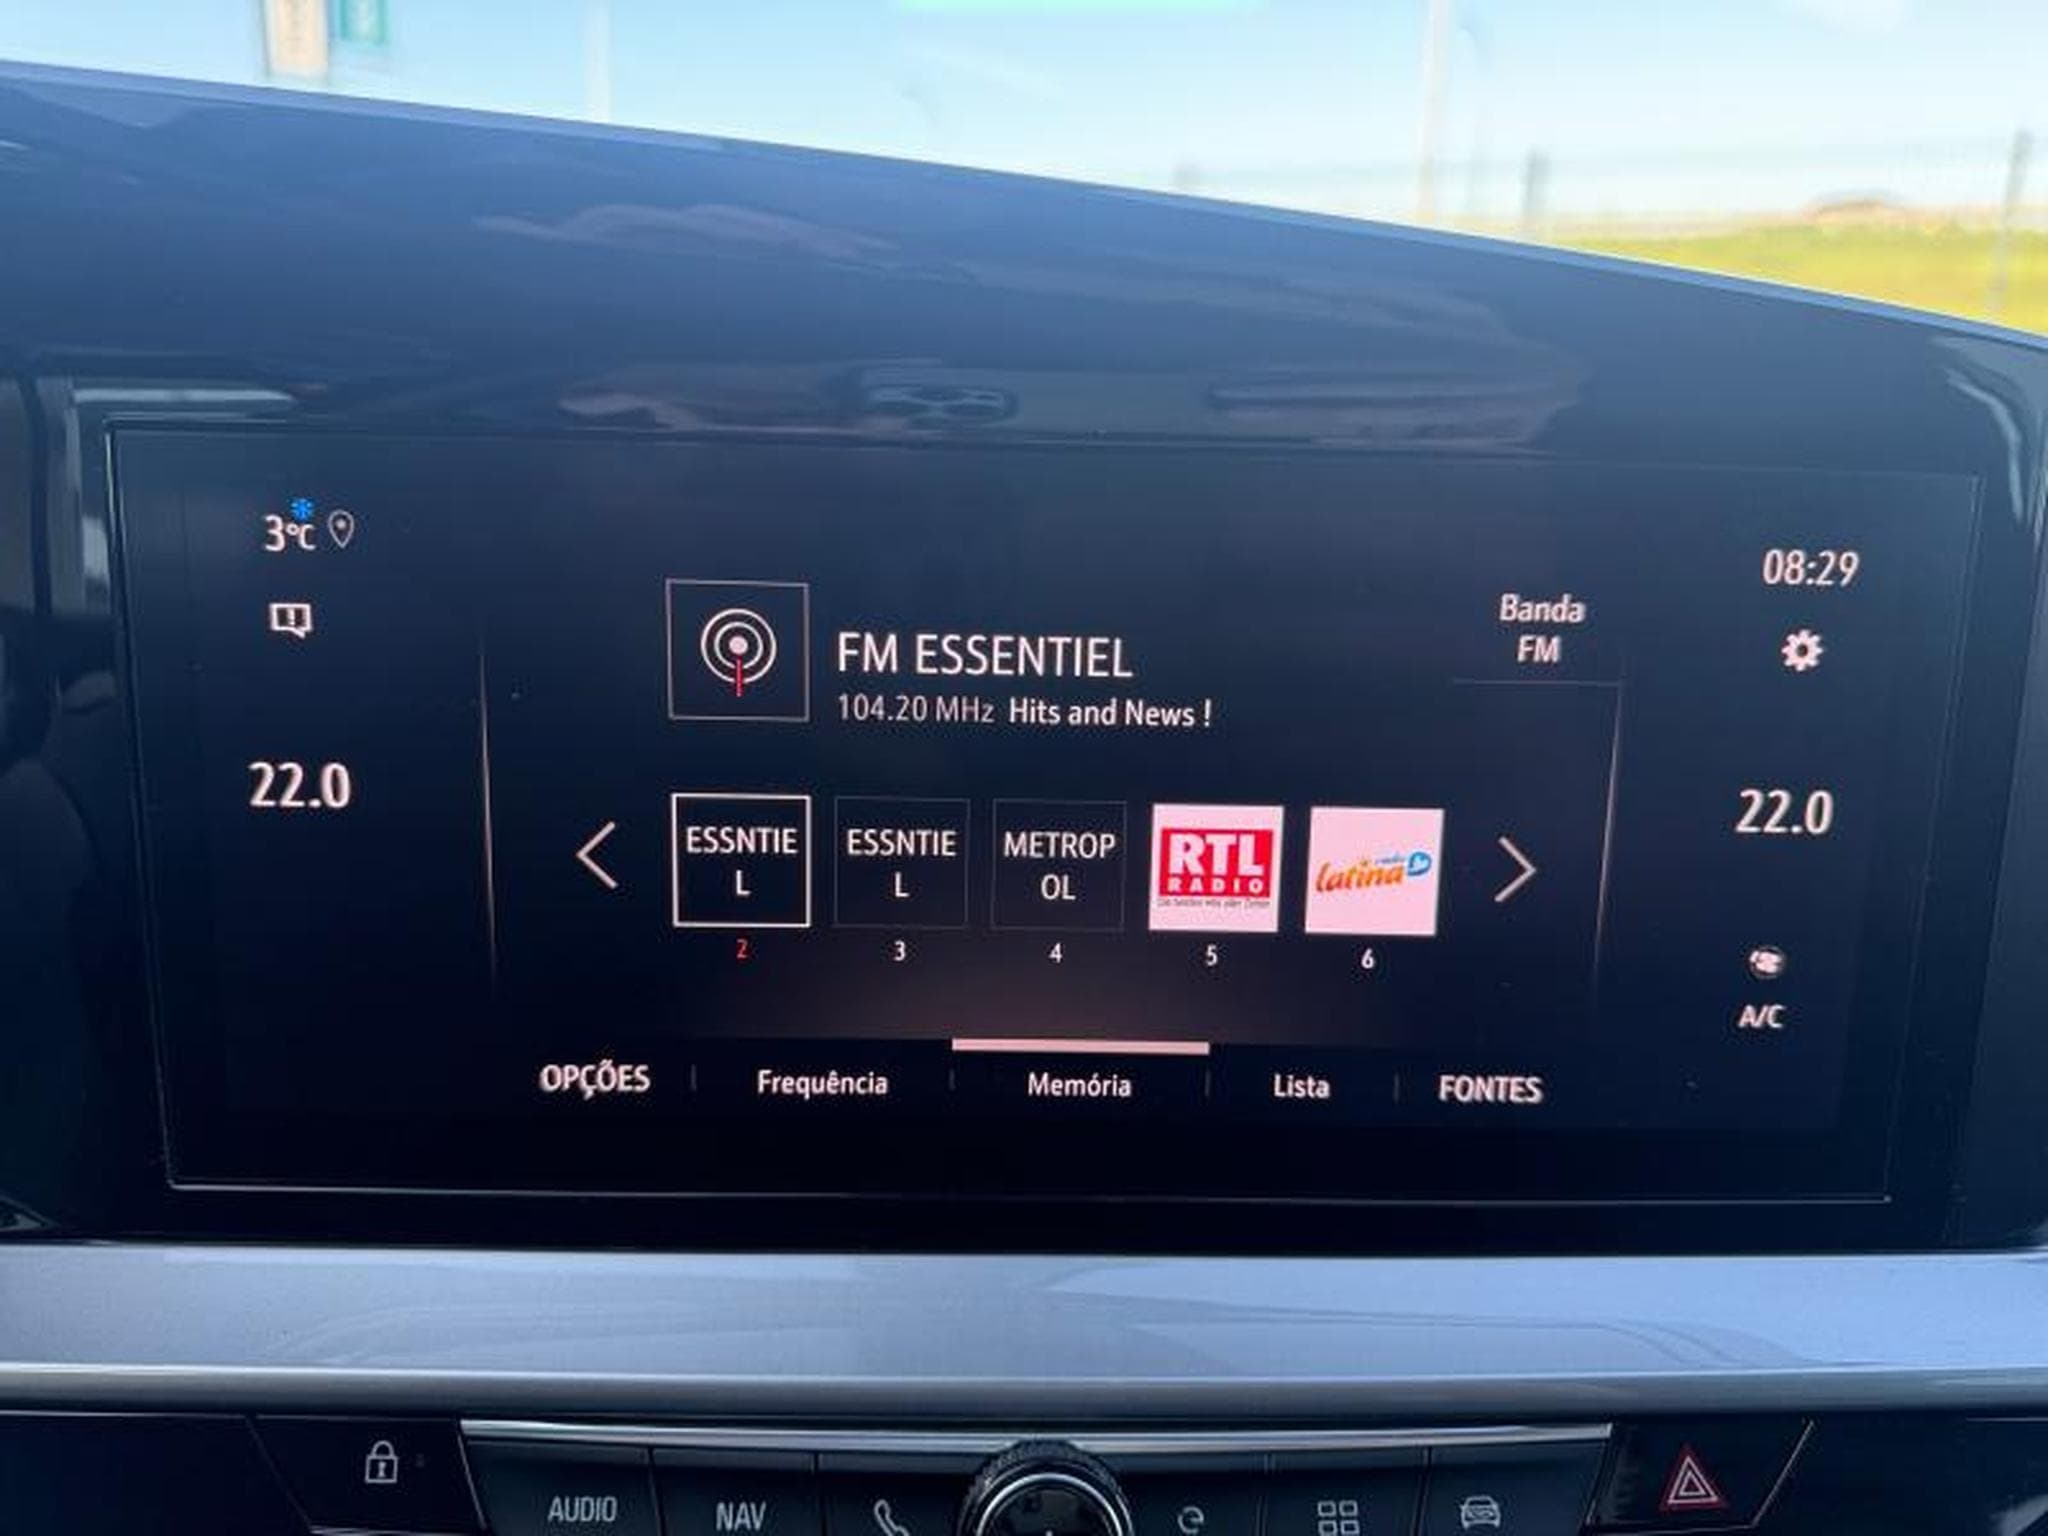 3°C
08:29
Banda
FM
FM ESSENTIEL
104.20 MHz Hits and News !
22.0
22.0
ESSNTIE
L
ESSNTIE
L
METROP
OL
RTL
RADIO
radio
latina
2
3
4
5
6
A/C
OPÇÕES
Frequência
Memória
Lista
FONTES
AUDIO
NAV